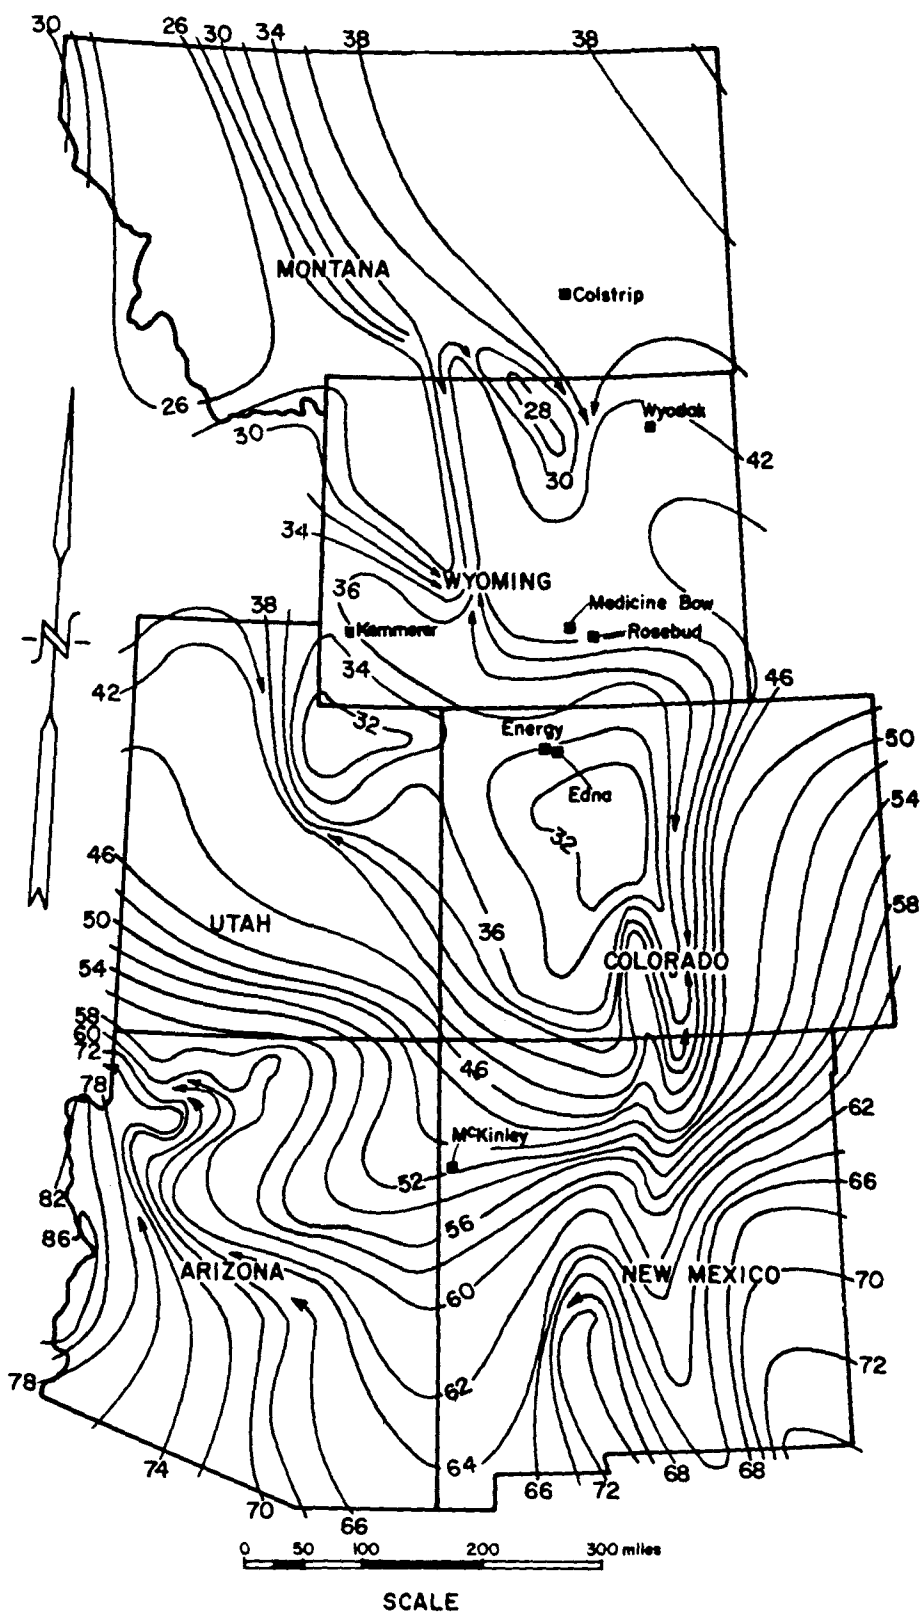 30 26 30 34 38 38
MONTANA
Colstrip
26
30
28
Wyodak
42
30
34
WYOMING
36
Medicine Bow
Rosebud
38
Kemmerer
34
N
42
46
32
Energy
50
Edna
54
32
46
58
50
UTAH
36
54
COLORADO
58
60
72
46
78
62
McKinley
52
82
66
56
86
ARIZONA
60
NEW MEXICO
70
72
78
62
74
64
66
72
68
68
70
66
0 50 100 200 300 miles
SCALE